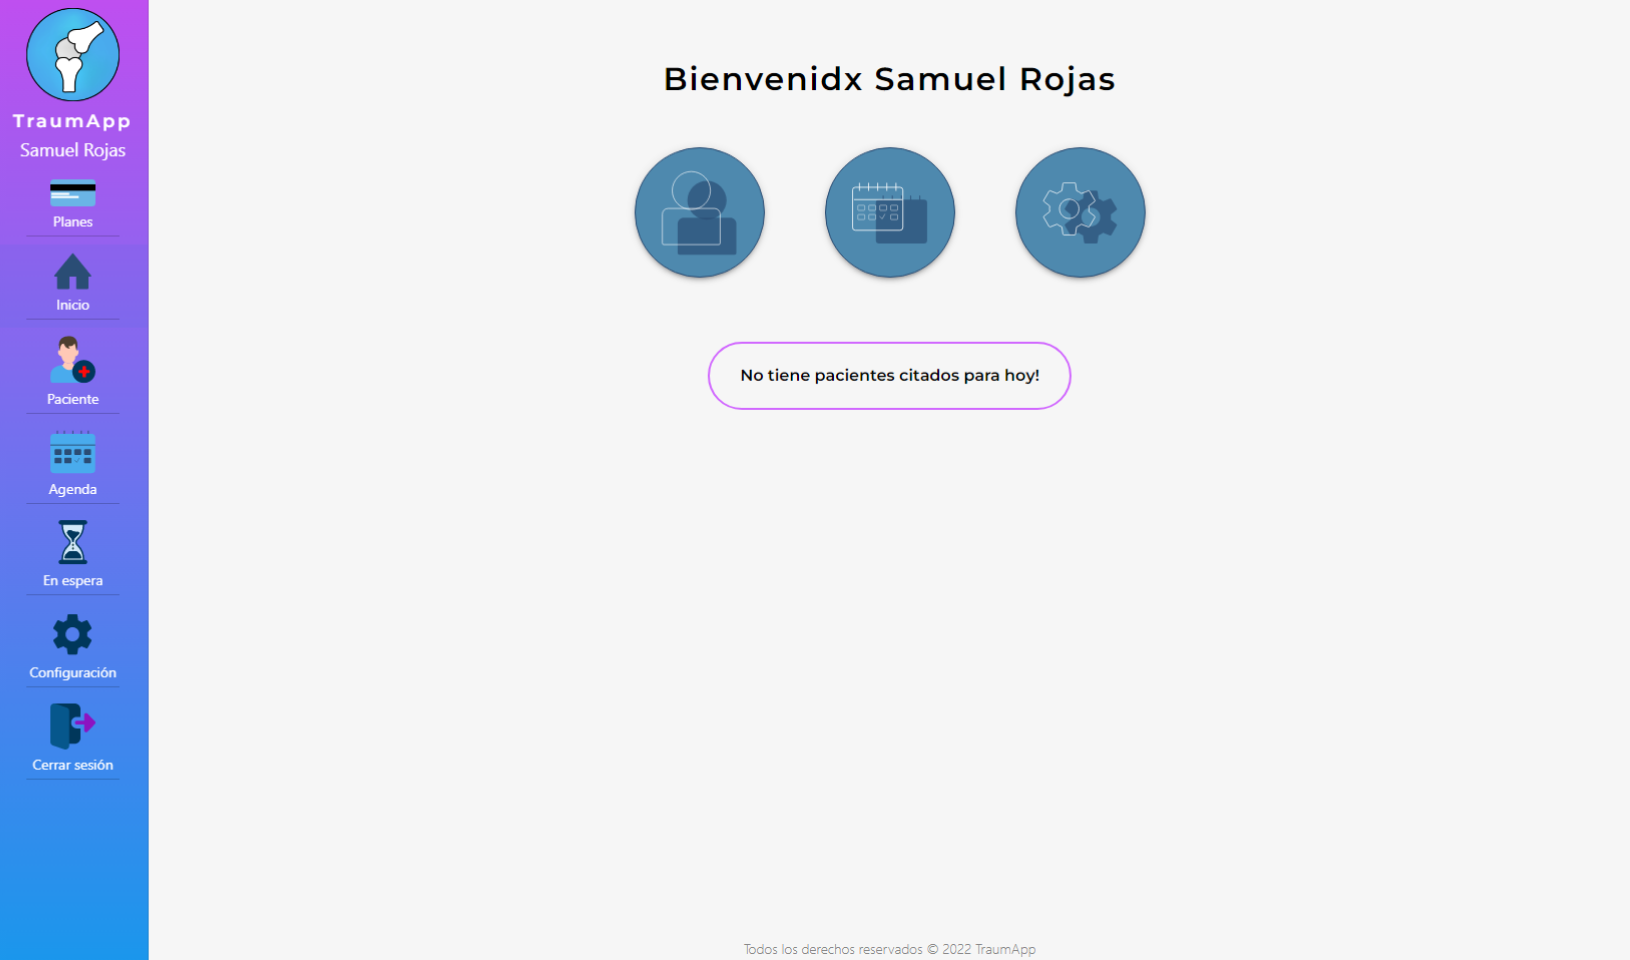 TraumApp
Samuel Rojas
Planes
Inicio
Paciente
Agenda
En espera
Configuración
Cerrar sesión
Bienvenidx Samuel Rojas
No tiene pacientes citados para hoy!
Todos los derechos reservados © 2022 TraumApp